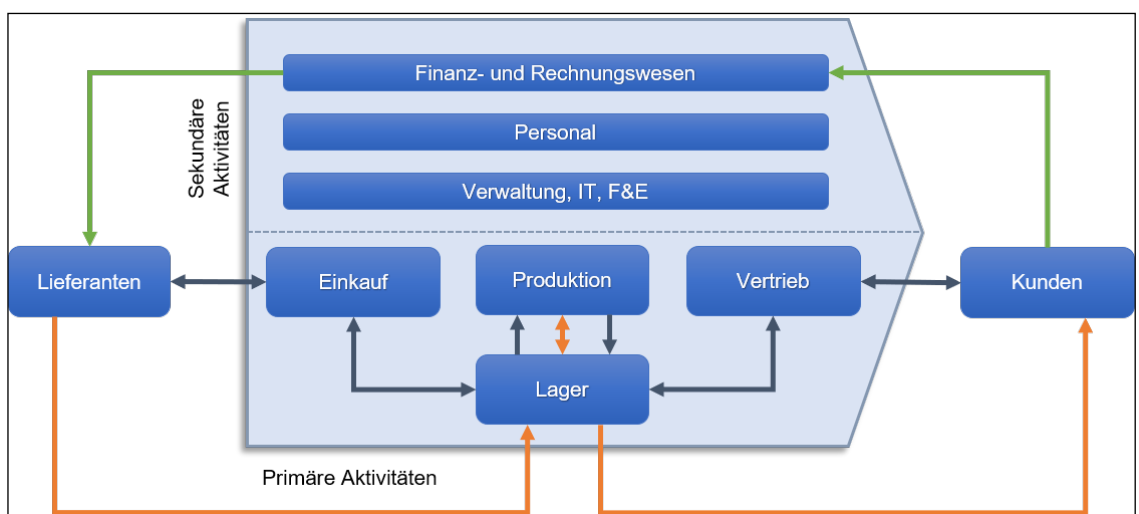 Finanz- und Rechnungswesen
Personal
Verwaltung, IT, F&E
Sekundäre
Aktivitäten
Lieferanten
Einkauf
Produktion
Vertrieb
Kunden
Lager
Primäre Aktivitäten